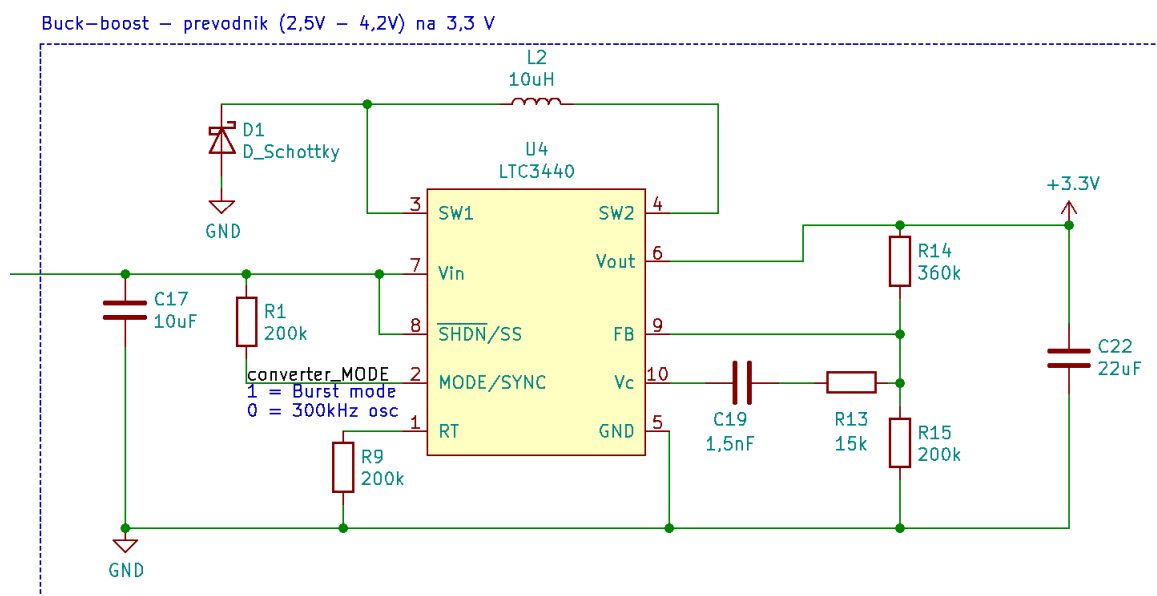 Buck-boost - prevodnik (2,5V - 4,2V) na 3,3 V
L2
10uH
D1
D_Schottky
GND
U4
LTC3440
3
SW1
SW2
4
+3.3V
7
Vin
Vout
6
R14
360k
C17
10uF
R1
200k
8
SHDN/SS
FB
9
converter_MODE
1 = Burst mode
0 = 300kHz osc
2
MODE/SYNC
Vc
10
C19
1,5nF
R13
15k
C22
22uF
1
RT
GND
5
R15
200k
R9
200k
GND